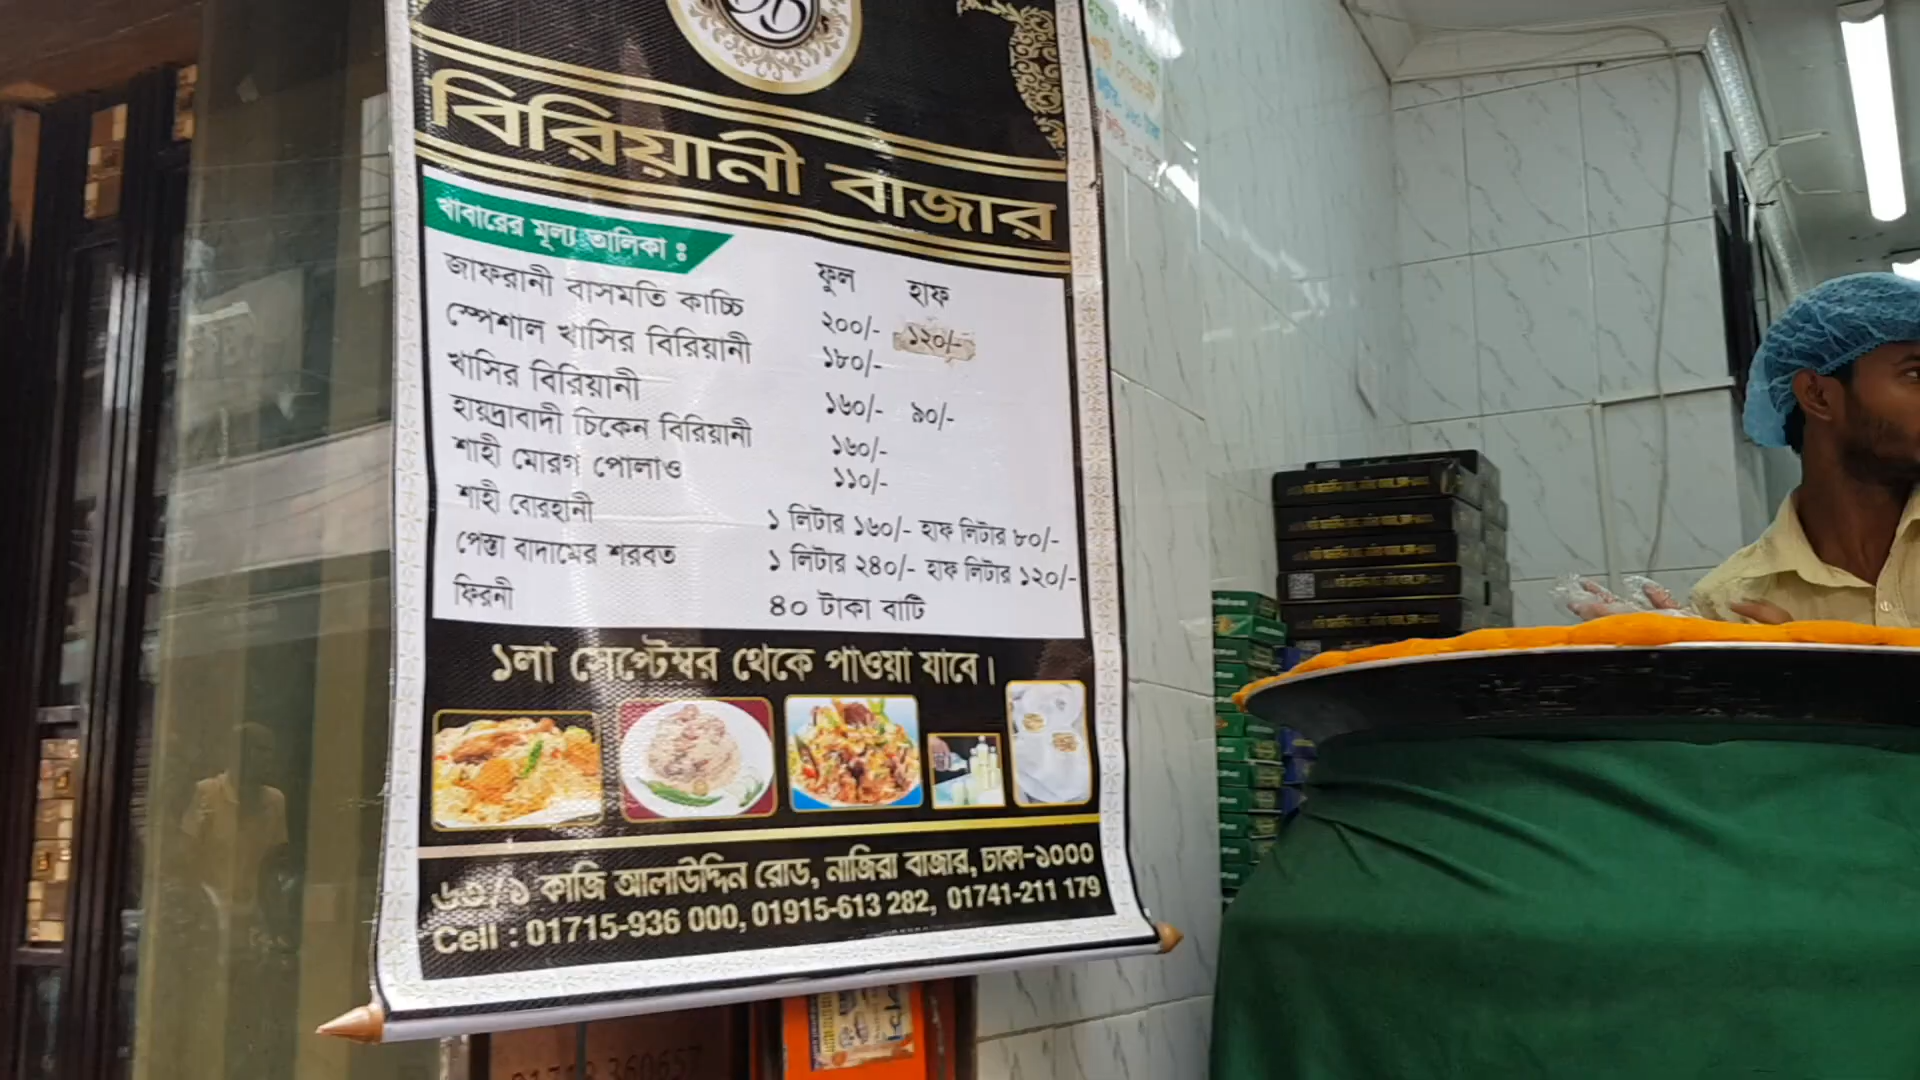 বিরিয়ানী বাজার
খাবারের মূল্য তালিকা :
ফুল হাফ
জাফরানী বাসমতি কাচ্চি ২০০/- ১২০/-
স্পেশাল খাসির বিরিয়ানী ১৮০/-
খাসির বিরিয়ানী ১৬০/- ৯০/-
হায়দ্রাবাদী চিকেন বিরিয়ানী ১৬০/-
শাহী মোরগ পোলাও ১১০/-
শাহী বোরহানী ১ লিটার ১৬০/- হাফ লিটার ৮০/-
পেস্তা বাদামের শরবত ১ লিটার ২৪০/- হাফ লিটার ১২০/-
ফিরনী ৪০ টাকা বাটি
১লা সেপ্টেম্বর থেকে পাওয়া যাবে।
৬৩/১ কাজি আলাউদ্দিন রোড, নাজিরা বাজার, ঢাকা-১০০০
Cell : 01715-936 000, 01915-613 282, 01741-211 179